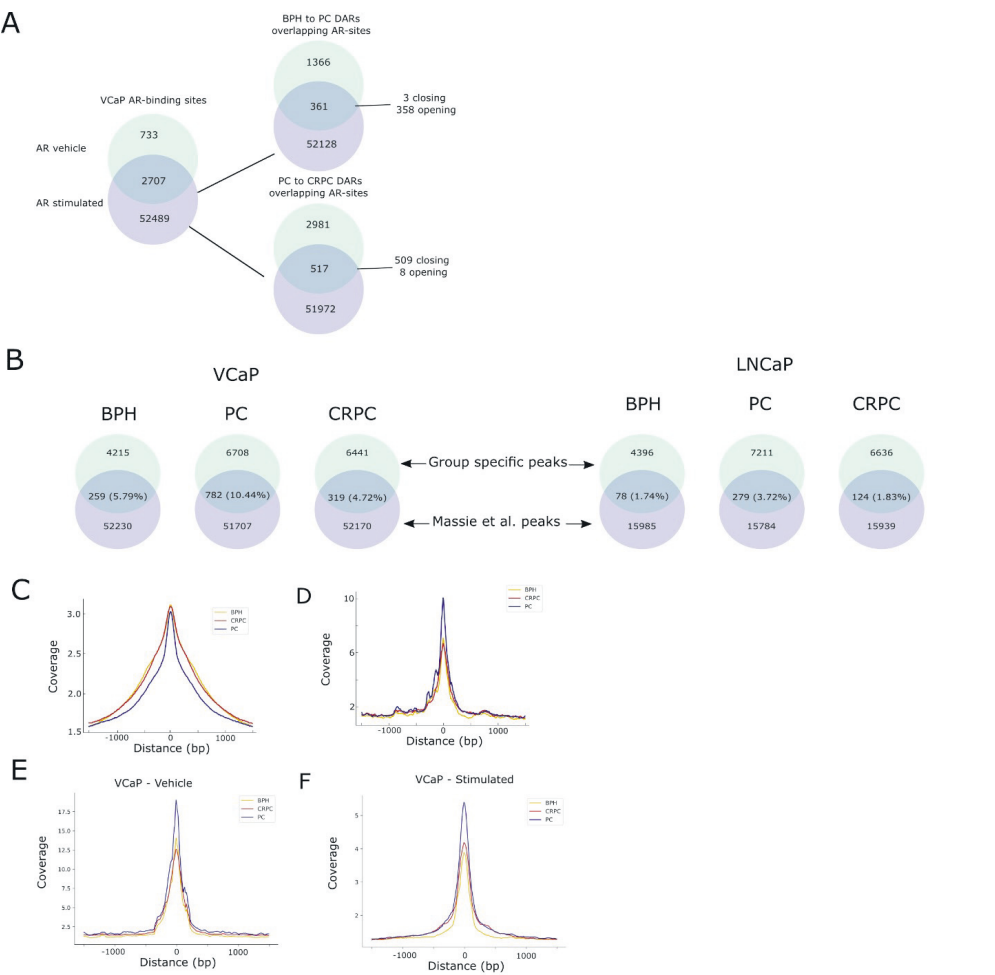 A
BPH to PC DARs
overlapping AR-sites
1366
361
52128
3 closing
358 opening
VCaP AR-binding sites
AR vehicle
733
2707
AR stimulated
52489
PC to CRPC DARs
overlapping AR-sites
2981
517
51972
509 closing
8 opening
B
VCaP
LNCaP
BPH
PC
CRPC
BPH
PC
CRPC
4215
6708
6441
Group specific peaks
4396
7211
6636
259 (5.79%)
782 (10.44%)
319 (4.72%)
78 (1.74%)
279 (3.72%)
124 (1.83%)
52230
51707
52170
Massie et al. peaks
15985
15784
15939
C
3.0
2.5
2.0
1.5
Coverage
BPH
CRPC
PC
-1000
0
1000
Distance (bp)
D
10
6
2
Coverage
BPH
CRPC
PC
-1000
0
1000
Distance (bp)
E
VCaP - Vehicle
17.5
15.0
12.5
10.0
7.5
5.0
2.5
Coverage
BPH
CRPC
PC
-1000
0
1000
Distance (bp)
F
VCaP - Stimulated
5
4
3
2
Coverage
BPH
CRPC
PC
-1000
0
1000
Distance (bp)